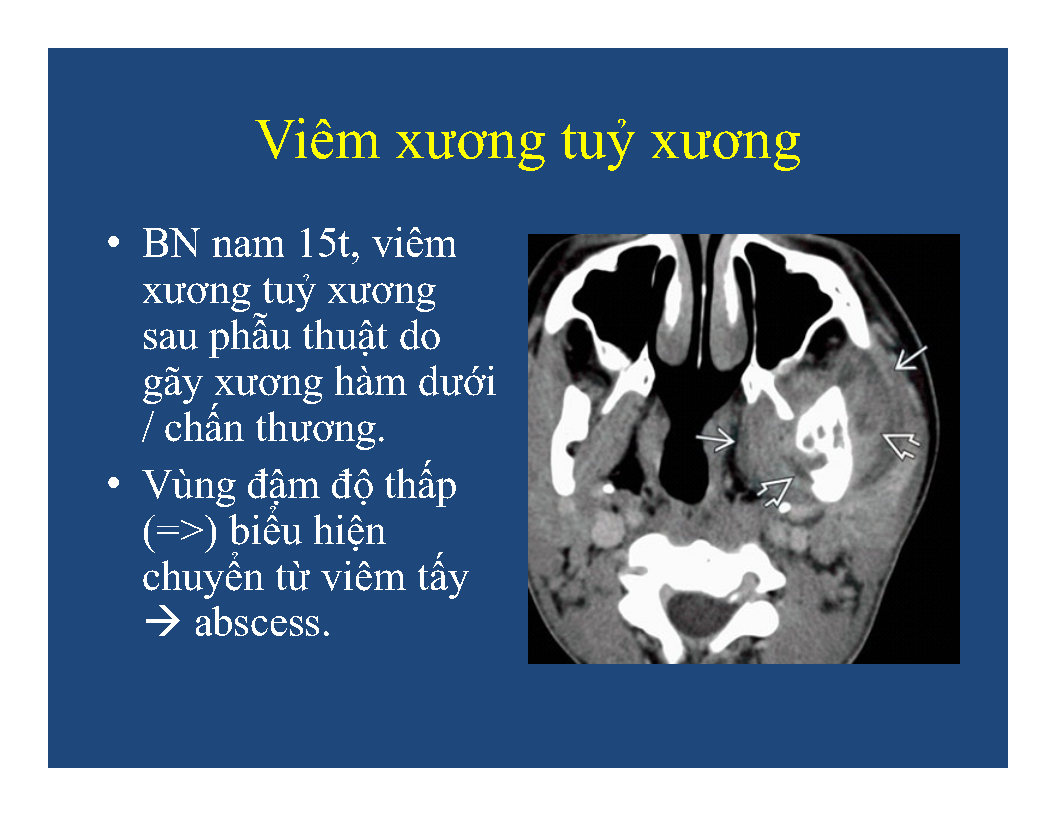 Viêm xương tuỷ xương
• BN nam 15t, viêm
xương tuỷ xương
sau phẫu thuật do
gãy xương hàm dưới
/ chấn thương.
• Vùng đậm độ thấp
(=>) biểu hiện
chuyển từ viêm tấy
→ abscess.